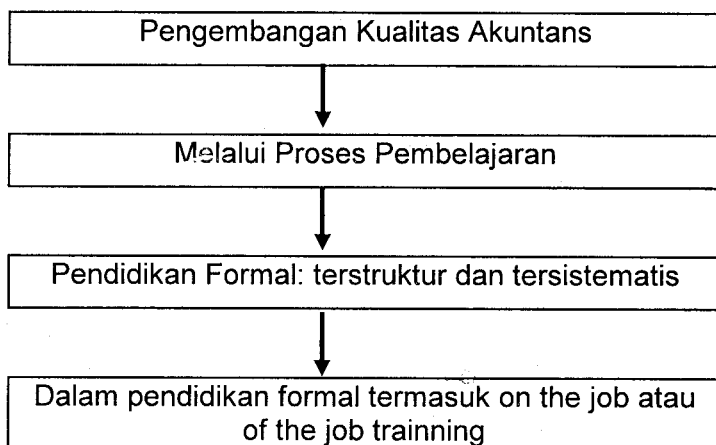 Pengembangan Kualitas Akuntans
Melalui Proses Pembelajaran
Pendidikan Formal: terstruktur dan tersistematis
Dalam pendidikan formal termasuk on the job atau
of the job trainning